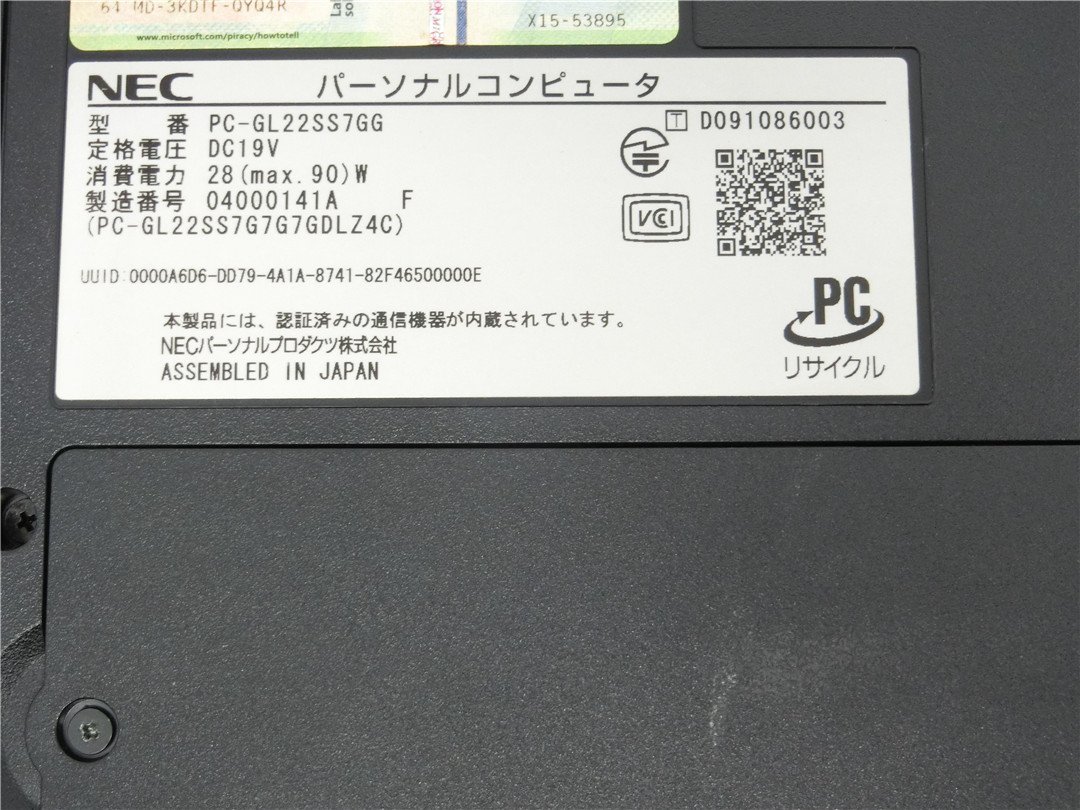 64 MD-3KDTF-QYQ4R
www.microsoft.com/piracy/howtotell
X15-53895
NEC パーソナルコンピュータ
型 番 PC-GL22SS7GG
T D091086003
定格電圧 DC19V
消費電力 28(max.90)W
製造番号 04000141A F
(PC-GL22SS7G7G7GDLZ4C)
VCCI
UUID:0000A6D6-DD79-4A1A-8741-82F46500000E
本製品には、認証済みの通信機器が内蔵されています。
NECパーソナルプロダクツ株式会社
ASSEMBLED IN JAPAN
PC
リサイクル